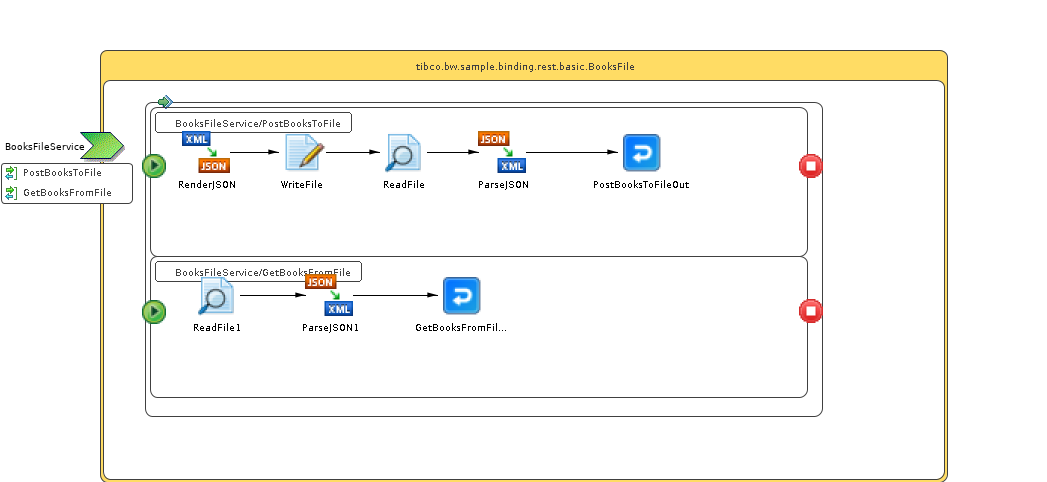 tibco.bw.sample.binding.rest.basic.BooksFile
BooksFileService
PostBooksToFile
GetBooksFromFile
BooksFileService/PostBooksToFile
XML
JSON
RenderJSON
WriteFile
ReadFile
JSON
XML
ParseJSON
PostBooksToFileOut
BooksFileService/GetBooksFromFile
ReadFile1
JSON
XML
ParseJSON1
GetBooksFromFil...